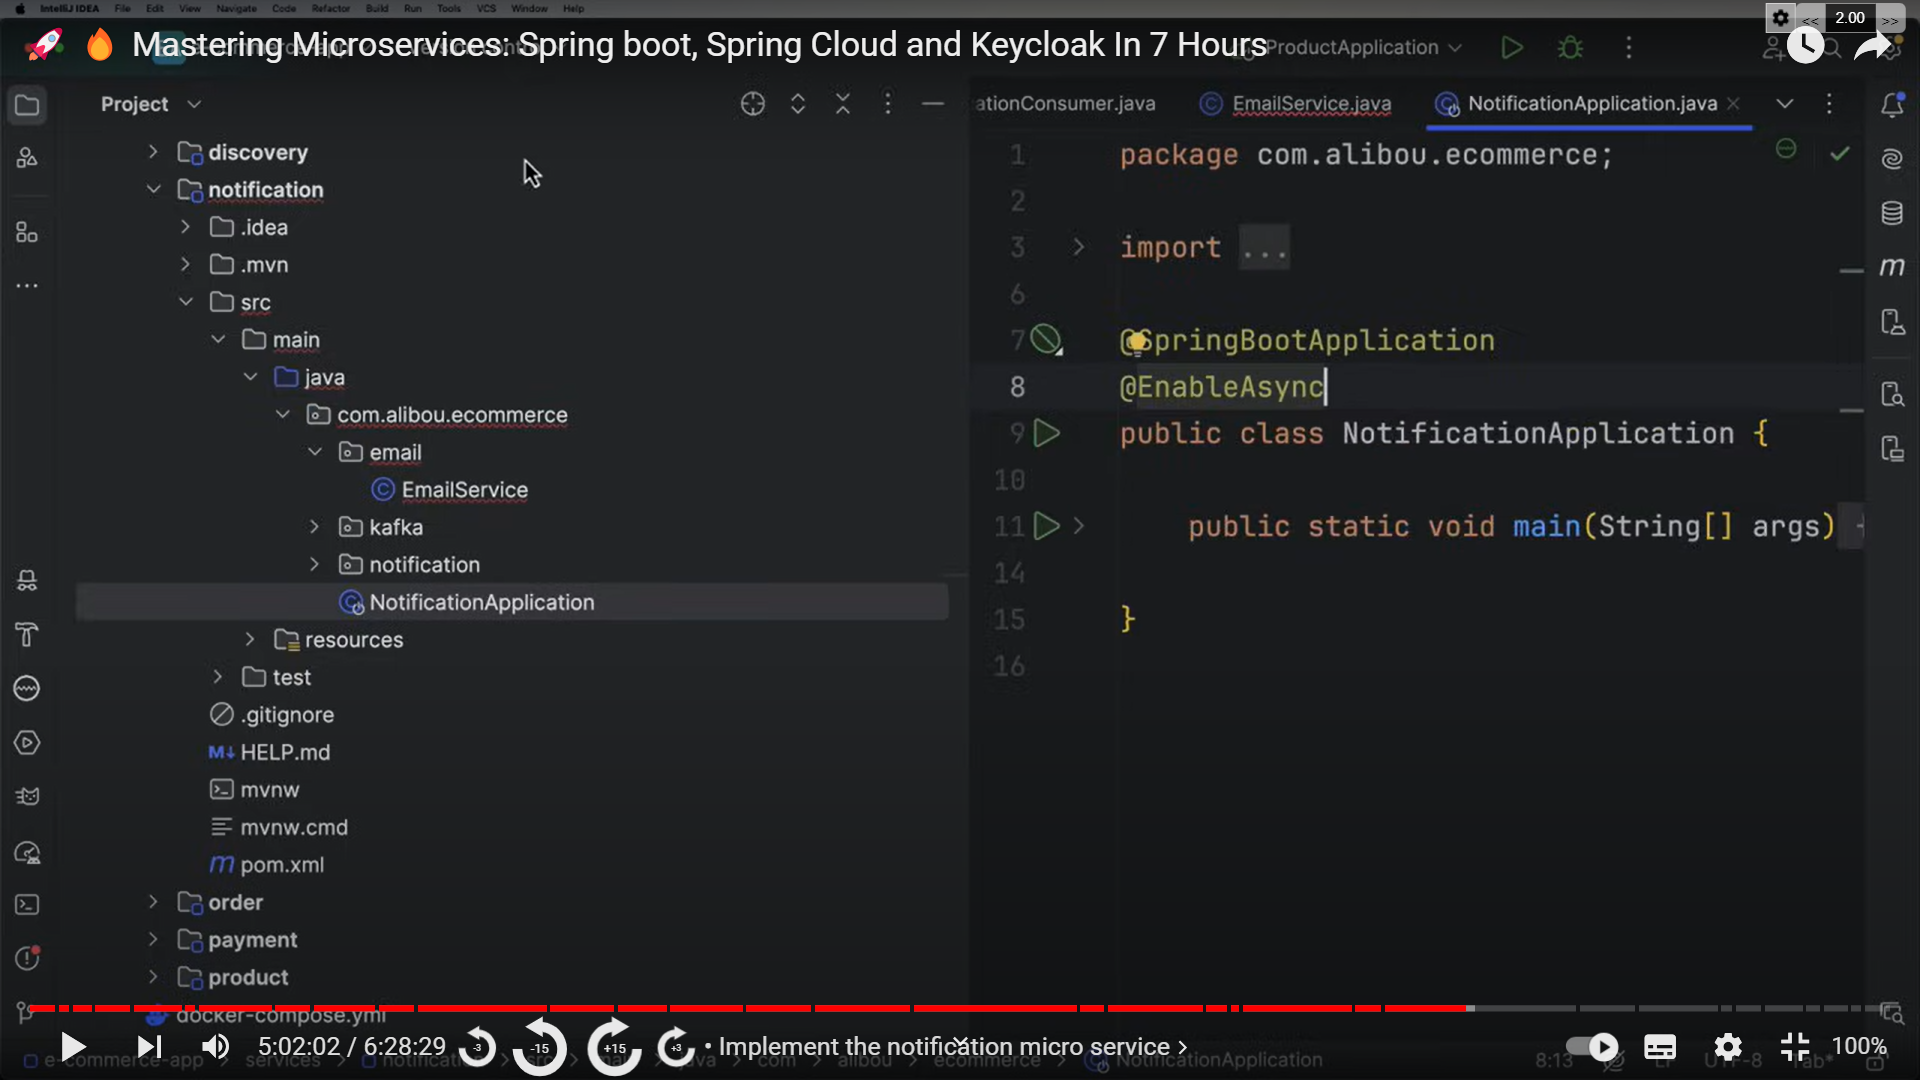 IntelliJ IDEA File Edit View Navigate Code Refactor Build Run Tools VCS Window Help
<< 2.00 >>
Mastering Microservices: Spring boot, Spring Cloud and Keycloak In 7 Hours
ProductApplication
Project
ationConsumer.java EmailService.java NotificationApplication.java
discovery
notification
.idea
.mvn
src
main
java
com.alibou.ecommerce
email
EmailService
kafka
notification
NotificationApplication
resources
test
.gitignore
HELP.md
mvnw
mvnw.cmd
pom.xml
order
payment
product
docker-compose.yml
1 package com.alibou.ecommerce;
2
3 import ...
6
7 @SpringBootApplication
8 @EnableAsync
9 public class NotificationApplication {
10
11 public static void main(String[] args)
14
15 }
16
5:02:02 / 6:28:29 -3 -15 +15 +3 • Implement the notification micro service > 100%
e-commerce-app > services > src > java > com > alibou > ecommerce > NotificationApplication 8:13 LF UTF-8 Tab*